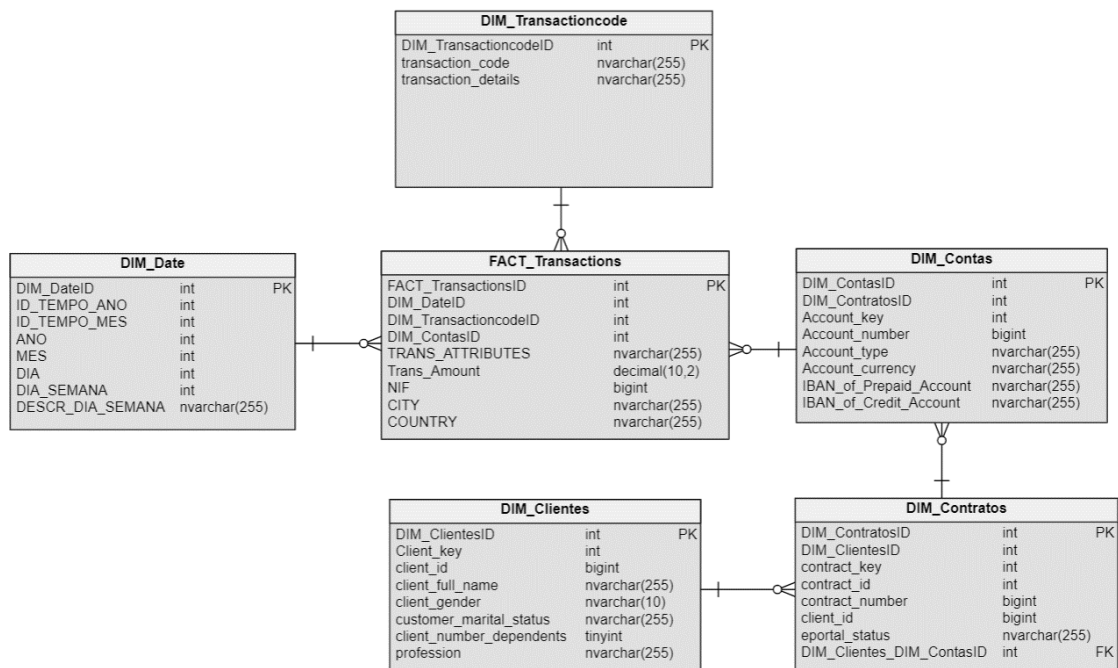 DIM_Transactioncode
DIM_TransactioncodeID int PK
transaction_code nvarchar(255)
transaction_details nvarchar(255)
DIM_Date
DIM_DateID int PK
ID_TEMPO_ANO int
ID_TEMPO_MES int
ANO int
MES int
DIA int
DIA_SEMANA int
DESCR_DIA_SEMANA nvarchar(255)
FACT_Transactions
FACT_TransactionsID int PK
DIM_DateID int
DIM_TransactioncodeID int
DIM_ContasID int
TRANS_ATTRIBUTES nvarchar(255)
Trans_Amount decimal(10,2)
NIF bigint
CITY nvarchar(255)
COUNTRY nvarchar(255)
DIM_Contas
DIM_ContasID int PK
DIM_ContratosID int
Account_key int
Account_number bigint
Account_type nvarchar(255)
Account_currency nvarchar(255)
IBAN_of_Prepaid_Account nvarchar(255)
IBAN_of_Credit_Account nvarchar(255)
DIM_Clientes
DIM_ClientesID int PK
Client_key int
client_id bigint
client_full_name nvarchar(255)
client_gender nvarchar(10)
customer_marital_status nvarchar(255)
client_number_dependents tinyint
profession nvarchar(255)
DIM_Contratos
DIM_ContratosID int PK
DIM_ClientesID int
contract_key int
contract_id int
contract_number bigint
client_id bigint
eportal_status nvarchar(255)
DIM_Clientes_DIM_ContasID int FK